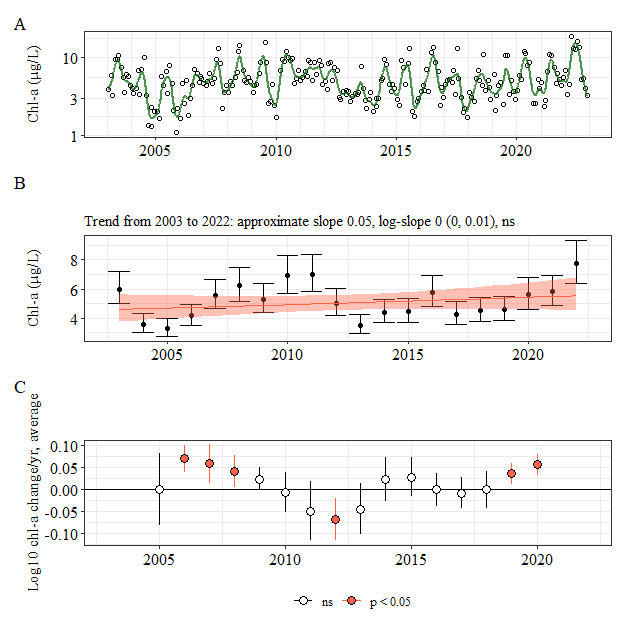 A
Chl-a (μg/L)
10
3
1
2005 2010 2015 2020
B
Trend from 2003 to 2022: approximate slope 0.05, log-slope 0 (0, 0.01), ns
Chl-a (μg/L)
8
6
4
2005 2010 2015 2020
C
Log10 chl-a change/yr, average
0.10
0.05
0.00
-0.05
-0.10
2005 2010 2015 2020
ns p < 0.05